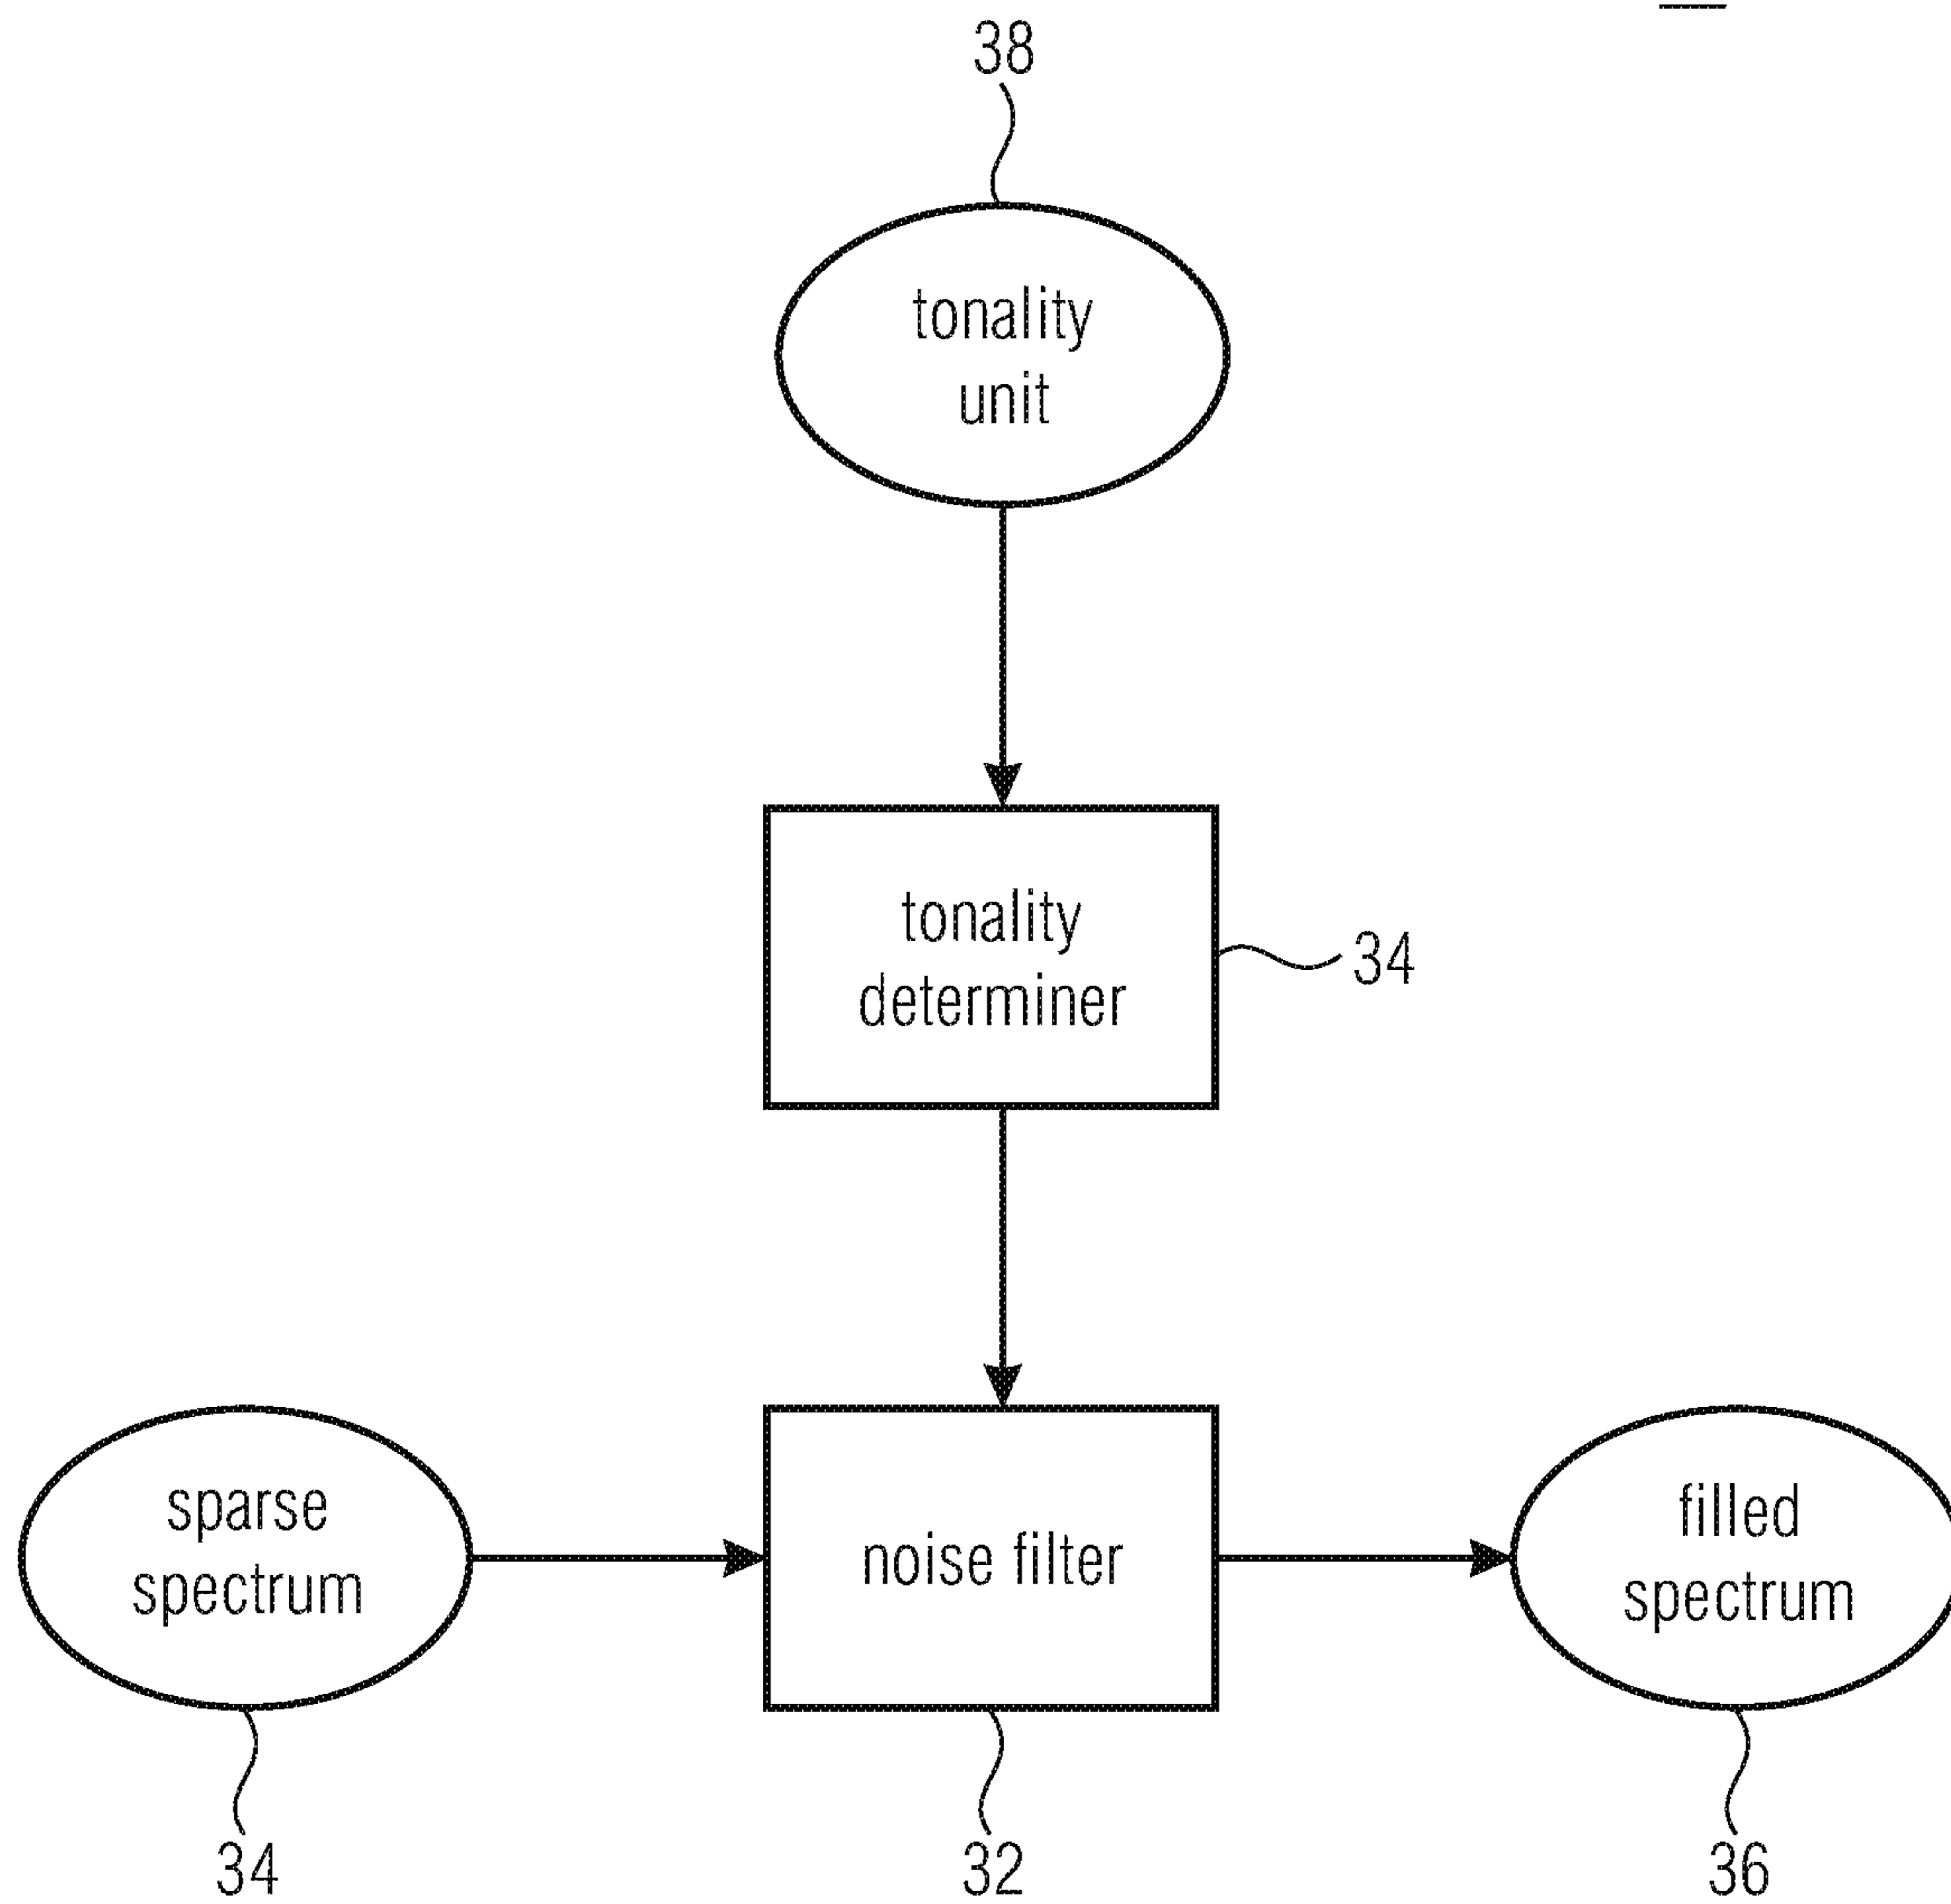 38
tonality
unit
tonality
determiner
34
sparse
spectrum
noise filter
filled
spectrum
34
32
36